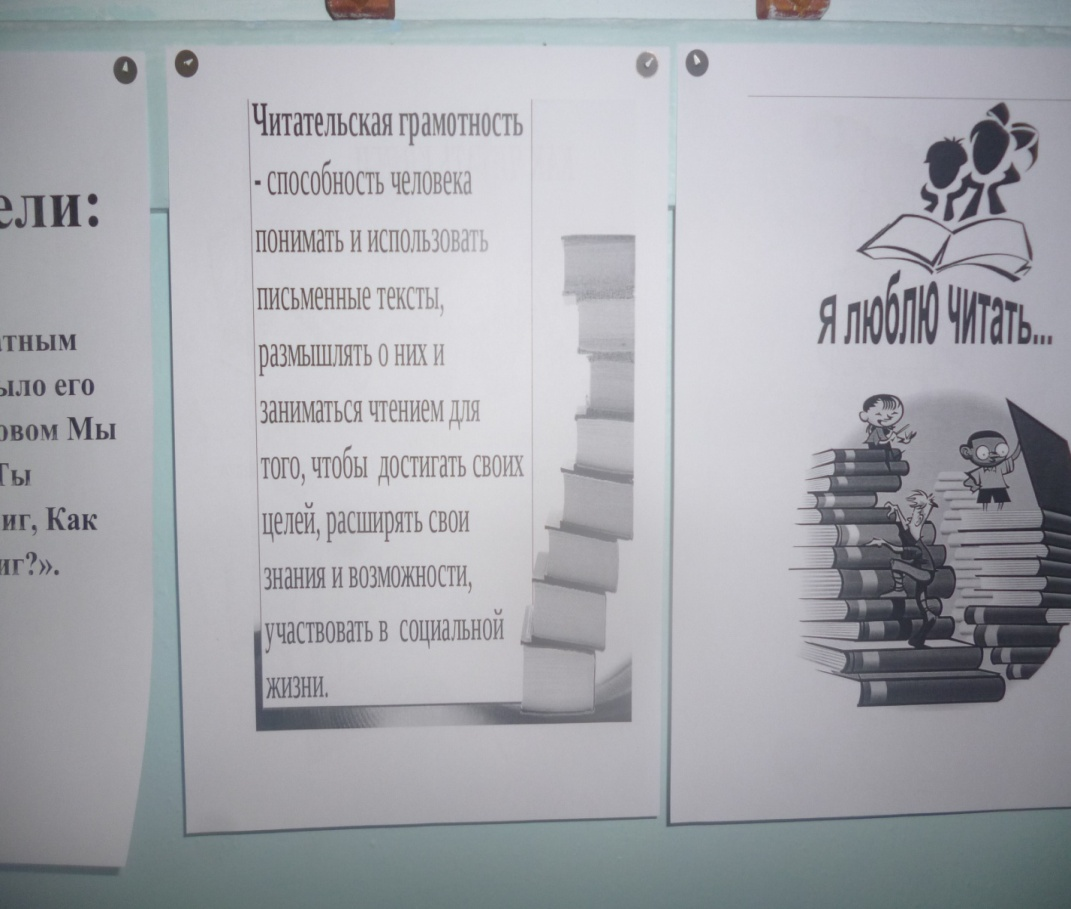 ели:
тным
ыло его
овом Мы
Ты
иг, Как
иг?».
Читательская грамотность
- способность человека
понимать и использовать
письменные тексты,
размышлять о них и
заниматься чтением для
того, чтобы достигать своих
целей, расширять свои
знания и возможности,
участвовать в социальной
жизни.
Я люблю читать...